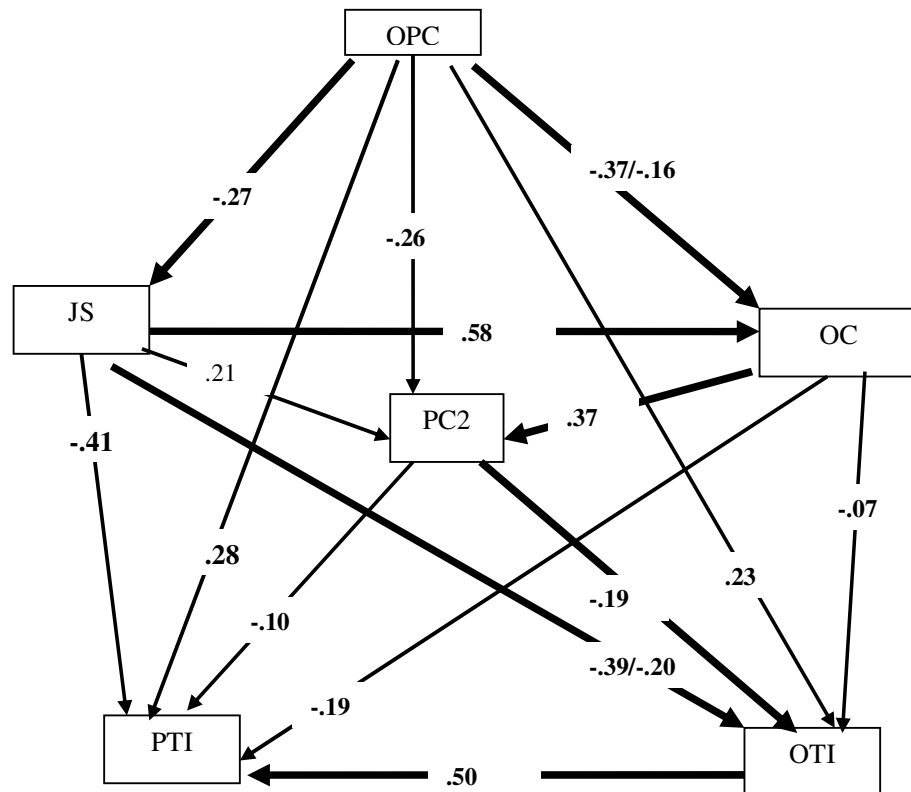 OPC
-.37/-.16
-.27
-.26
JS
.58
OC
.21
PC2
.37
-.41
-.07
.28
-.19
.23
-.10
-.39/-.20
-.19
PTI
OTI
.50